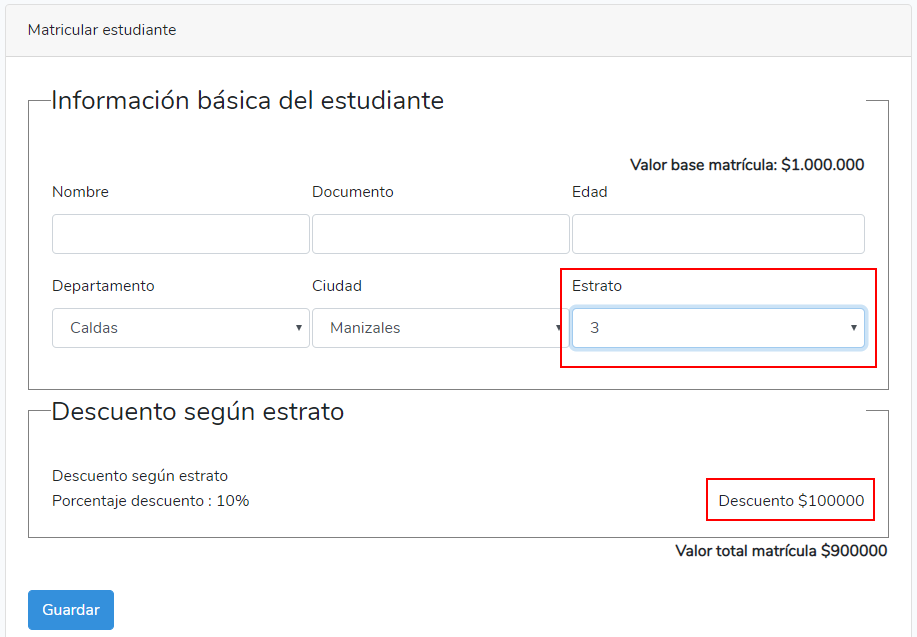 Matricular estudiante
Información básica del estudiante
Valor base matrícula: $1.000.000
Nombre Documento Edad
Departamento Ciudad Estrato
Caldas Manizales 3
Descuento según estrato
Descuento según estrato
Porcentaje descuento : 10% Descuento $100000
Valor total matrícula $900000
Guardar